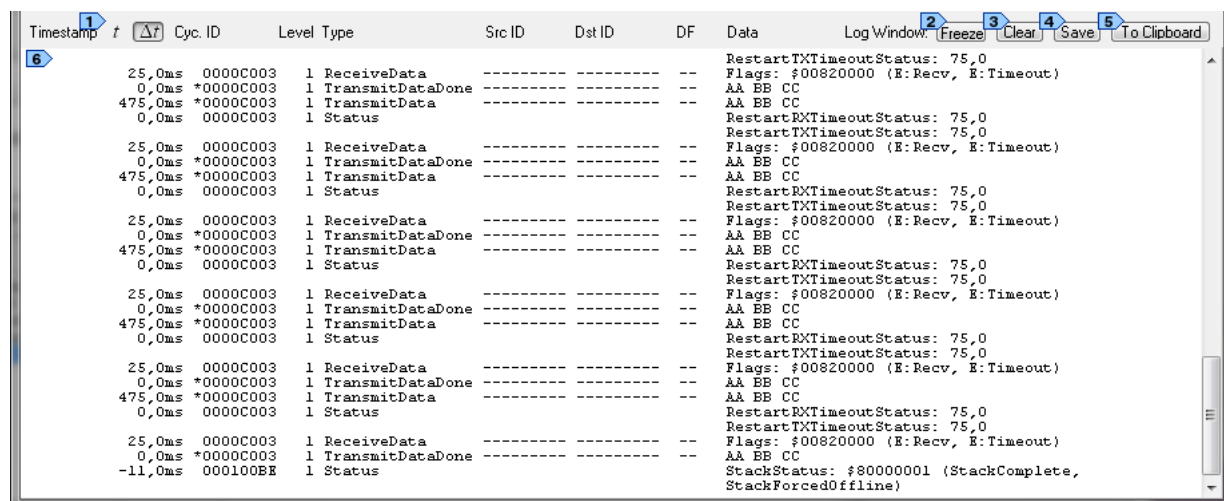 1 2 3 4 5
Timestamp t Δt Cyc. ID Level Type Src ID Dst ID DF Data Log Window: Freeze Clear Save To Clipboard
6
RestartTXTimeoutStatus: 75,0
25,0ms 0000C003 1 ReceiveData --------- --------- -- Flags: $00820000 (E:Recv, E:Timeout)
0,0ms *0000C003 1 TransmitDataDone --------- --------- -- AA BB CC
475,0ms *0000C003 1 TransmitData --------- --------- -- AA BB CC
0,0ms 0000C003 1 Status RestartRXTimeoutStatus: 75,0
RestartTXTimeoutStatus: 75,0
25,0ms 0000C003 1 ReceiveData --------- --------- -- Flags: $00820000 (E:Recv, E:Timeout)
0,0ms *0000C003 1 TransmitDataDone --------- --------- -- AA BB CC
475,0ms *0000C003 1 TransmitData --------- --------- -- AA BB CC
0,0ms 0000C003 1 Status RestartRXTimeoutStatus: 75,0
RestartTXTimeoutStatus: 75,0
25,0ms 0000C003 1 ReceiveData --------- --------- -- Flags: $00820000 (E:Recv, E:Timeout)
0,0ms *0000C003 1 TransmitDataDone --------- --------- -- AA BB CC
475,0ms *0000C003 1 TransmitData --------- --------- -- AA BB CC
0,0ms 0000C003 1 Status RestartRXTimeoutStatus: 75,0
RestartTXTimeoutStatus: 75,0
25,0ms 0000C003 1 ReceiveData --------- --------- -- Flags: $00820000 (E:Recv, E:Timeout)
0,0ms *0000C003 1 TransmitDataDone --------- --------- -- AA BB CC
475,0ms *0000C003 1 TransmitData --------- --------- -- AA BB CC
0,0ms 0000C003 1 Status RestartRXTimeoutStatus: 75,0
RestartTXTimeoutStatus: 75,0
25,0ms 0000C003 1 ReceiveData --------- --------- -- Flags: $00820000 (E:Recv, E:Timeout)
0,0ms *0000C003 1 TransmitDataDone --------- --------- -- AA BB CC
475,0ms *0000C003 1 TransmitData --------- --------- -- AA BB CC
0,0ms 0000C003 1 Status RestartRXTimeoutStatus: 75,0
RestartTXTimeoutStatus: 75,0
25,0ms 0000C003 1 ReceiveData --------- --------- -- Flags: $00820000 (E:Recv, E:Timeout)
0,0ms *0000C003 1 TransmitDataDone --------- --------- -- AA BB CC
-11,0ms 000100BE 1 Status StackStatus: $80000001 (StackComplete,
StackForcedOffline)